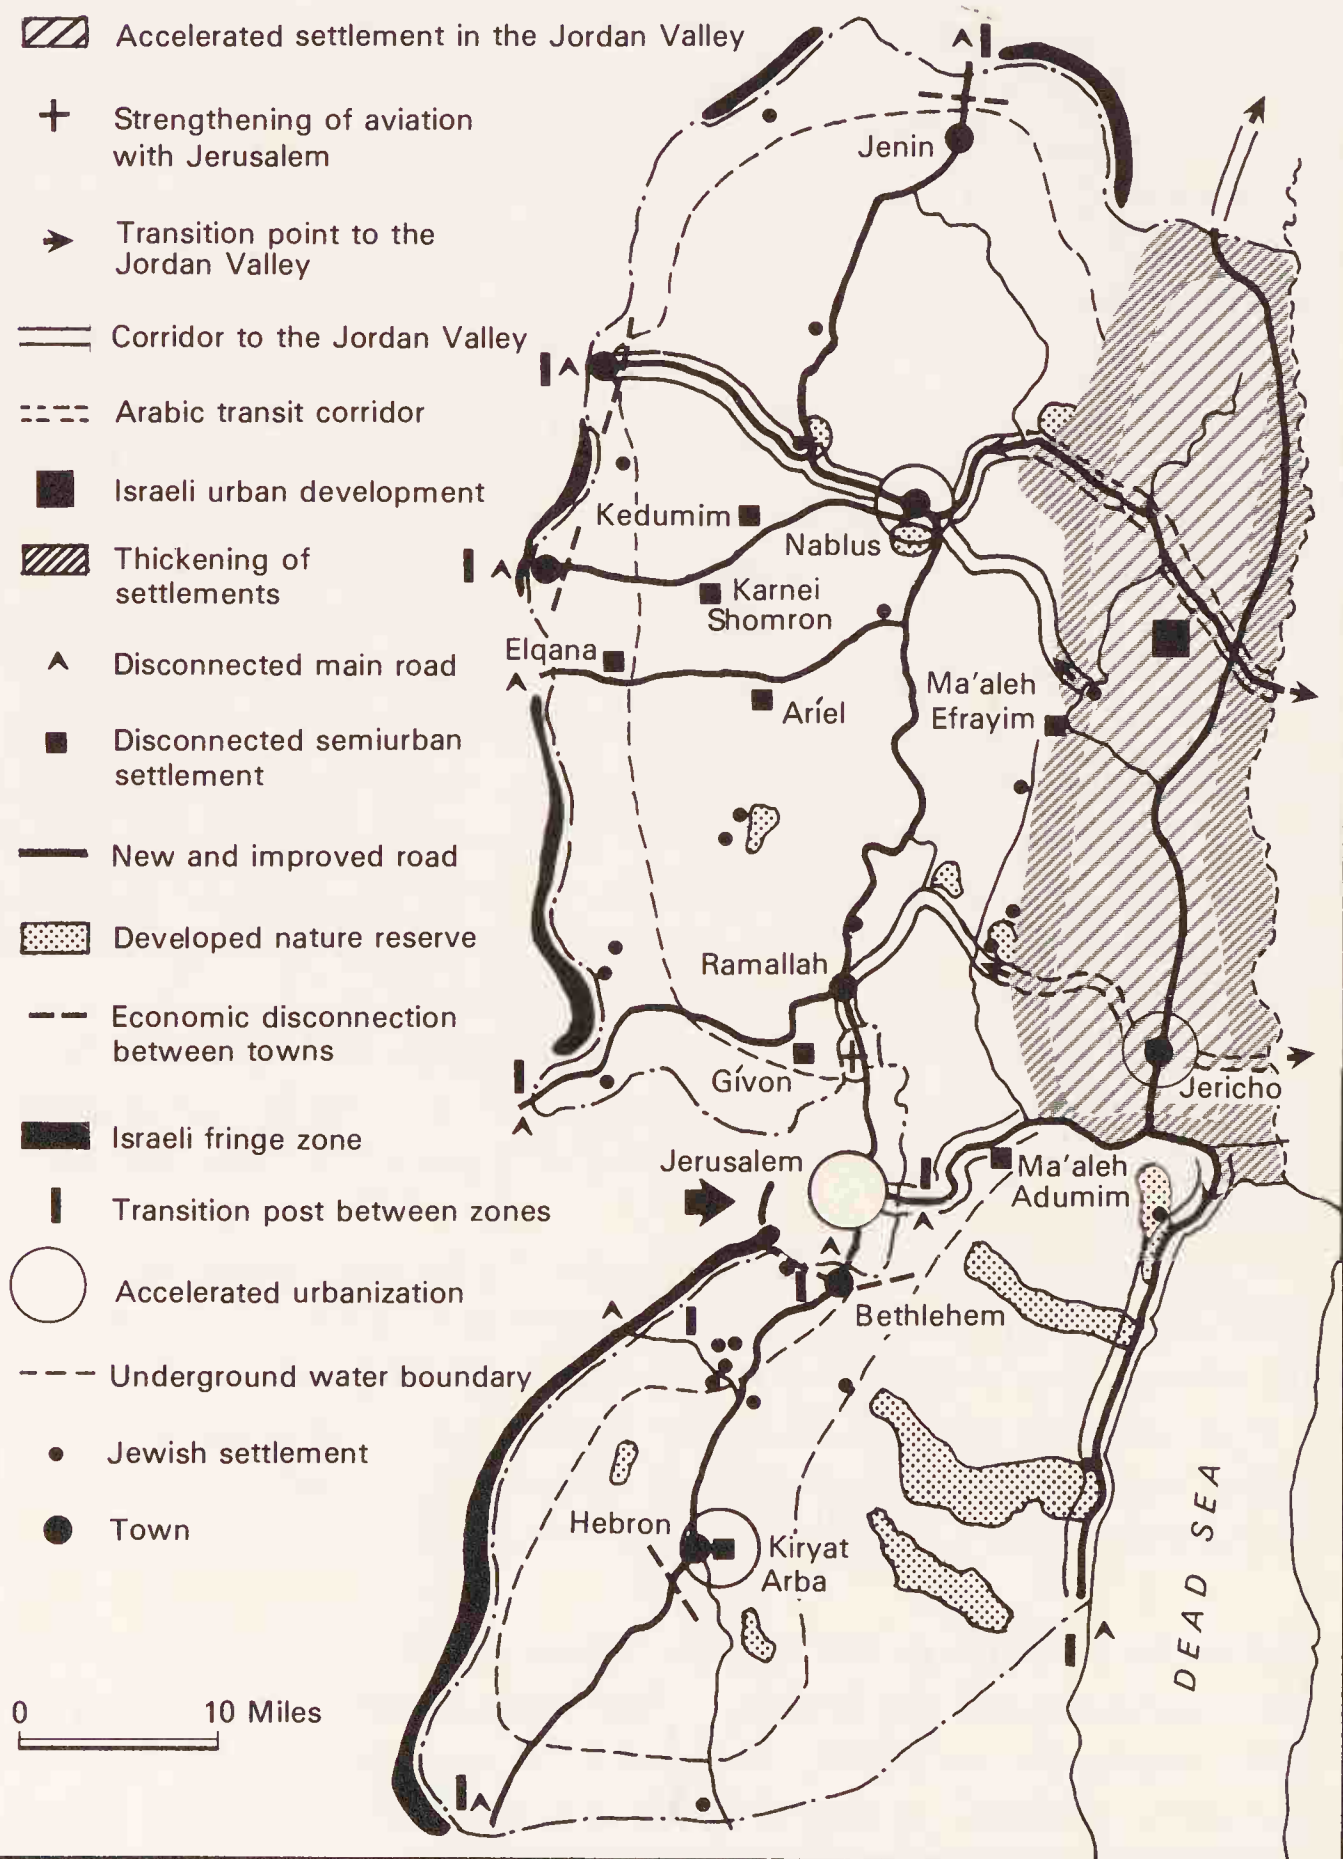 Accelerated settlement in the Jordan Valley
Strengthening of aviation
with Jerusalem
Transition point to the
Jordan Valley
Corridor to the Jordan Valley
Arabic transit corridor
Israeli urban development
Thickening of
settlements
Disconnected main road
Disconnected semiurban
settlement
New and improved road
Developed nature reserve
Economic disconnection
between towns
Israeli fringe zone
Transition post between zones
Accelerated urbanization
Underground water boundary
Jewish settlement
Town
0 10 Miles
Jenin
Kedumim
Nablus
Karnei
Shomron
Elqana
Aríel
Ma'aleh
Efrayim
Ramallah
Gívon
Jericho
Jerusalem
Ma'aleh
Adumim
Bethlehem
Hebron
Kiryat
Arba
DEAD SEA